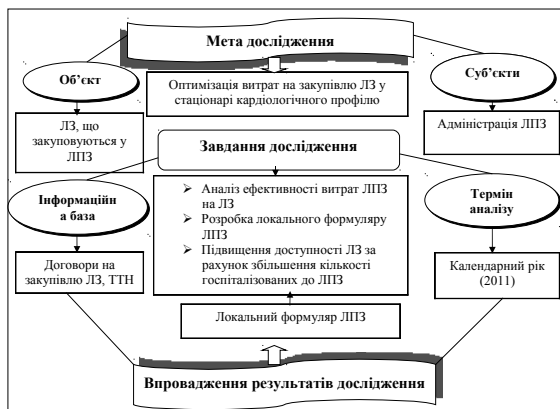 Мета дослідження
Об’єкт
Оптимізація витрат на закупівлю ЛЗ у
стаціонарі кардіологічного профілю
Суб’єкти
ЛЗ, що
закуповуються у
ЛПЗ
Адміністрація ЛПЗ
Завдання дослідження
Інформаційн
а база
➢ Аналіз ефективності витрат ЛПЗ
на ЛЗ
➢ Розробка локального формуляру
ЛПЗ
➢ Підвищення доступності ЛЗ за
рахунок збільшення кількості
госпіталізованих до ЛПЗ
Термін
аналізу
Договори на
закупівлю ЛЗ, ТТН
Календарний рік
(2011)
Локальний формуляр ЛПЗ
Впровадження результатів дослідження